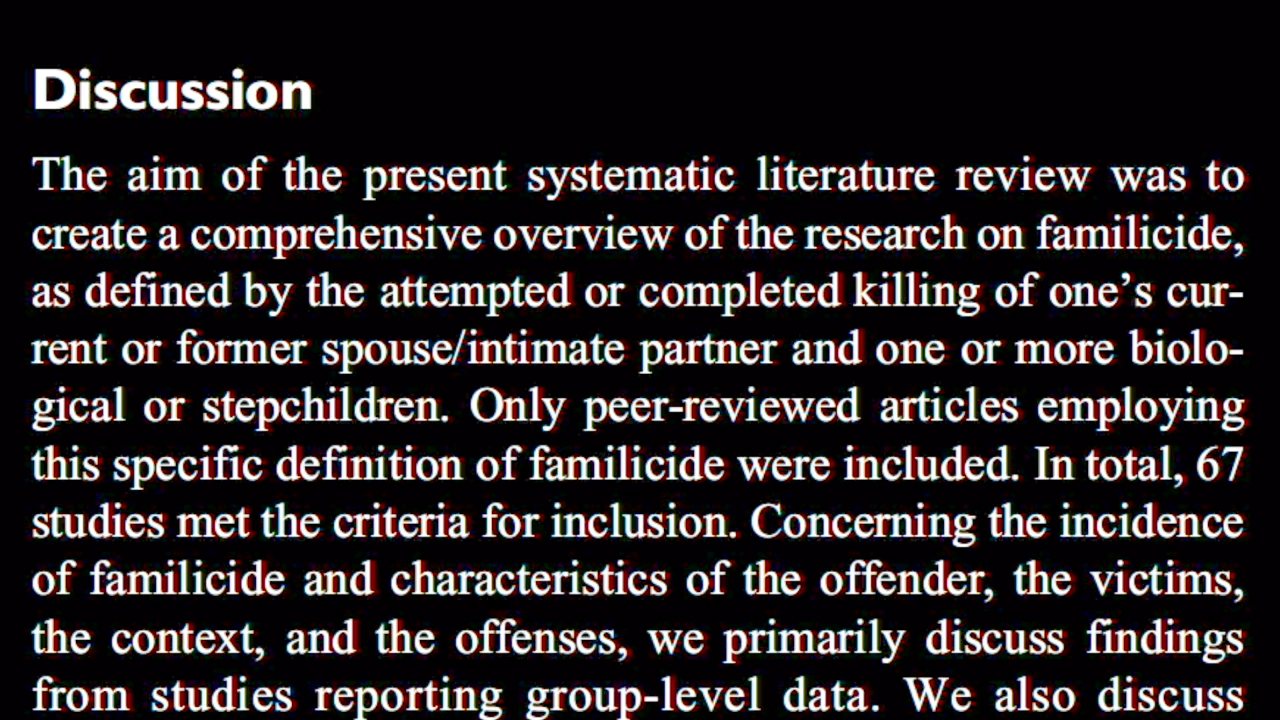 Discussion
The aim of the present systematic literature review was to
create a comprehensive overview of the research on familicide,
as defined by the attempted or completed killing of one’s cur-
rent or former spouse/intimate partner and one or more biolo-
gical or stepchildren. Only peer-reviewed articles employing
this specific definition of familicide were included. In total, 67
studies met the criteria for inclusion. Concerning the incidence
of familicide and characteristics of the offender, the victims,
the context, and the offenses, we primarily discuss findings
from studies reporting group-level data. We also discuss